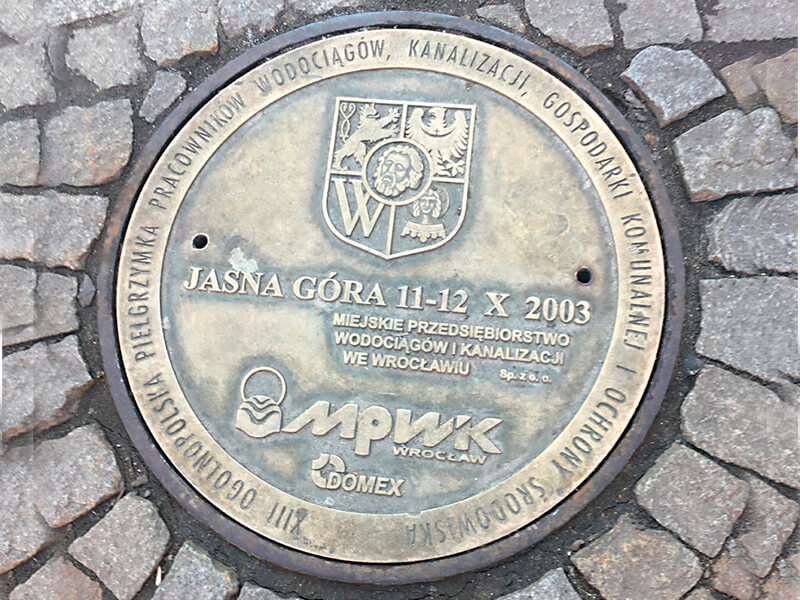 XIII OGÓLNOPOLSKA PIELGRZYMKA PRACOWNIKÓW WODOCIĄGÓW, KANALIZACJI, GOSPODARKI KOMUNALNEJ I OCHRONY ŚRODOWISKA
W
JASNA GÓRA 11-12 X 2003
MIEJSKIE PRZEDSIĘBIORSTWO
WODOCIĄGÓW I KANALIZACJI
WE WROCŁAWIU Sp. z o. o.
MPWiK
WROCŁAW
DOMEX